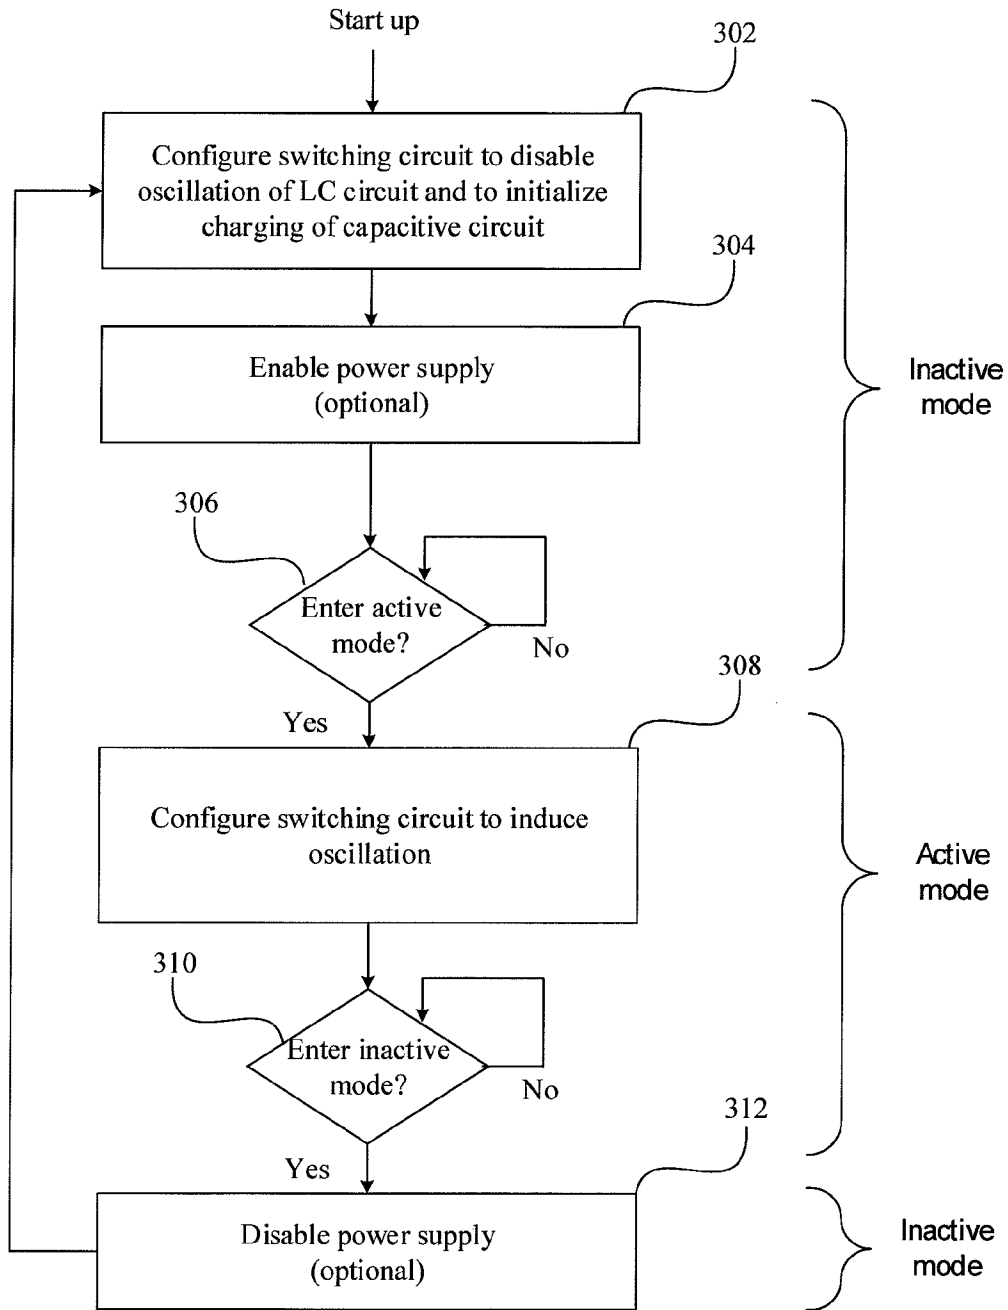 Start up
302
Configure switching circuit to disable
oscillation of LC circuit and to initialize
charging of capacitive circuit
304
Enable power supply
(optional)
Inactive
mode
306
Enter active
mode?
No
308
Yes
Configure switching circuit to induce
oscillation
Active
mode
310
Enter inactive
mode?
No
312
Yes
Disable power supply
(optional)
Inactive
mode